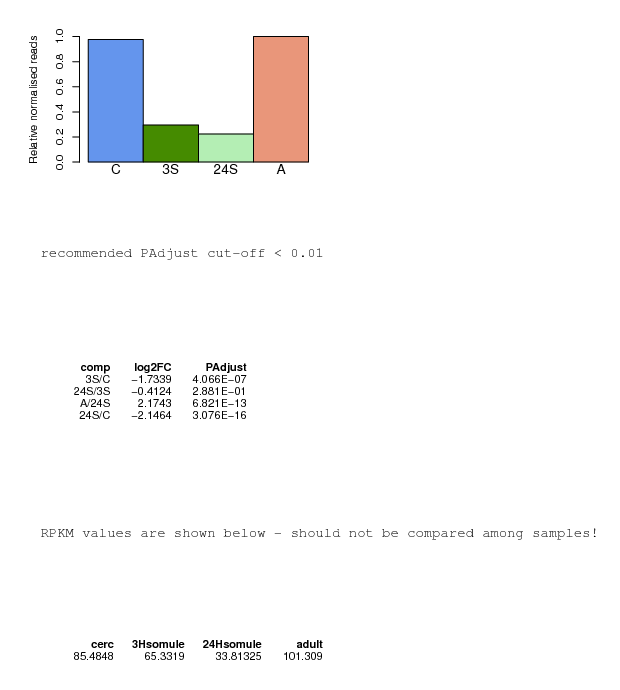 Relative normalised reads
1.0
0.8
0.6
0.4
0.2
0.0
C 3S 24S A
recommended PAdjust cut-off < 0.01
comp log2FC PAdjust
3S/C −1.7339 4.066E−07
24S/3S −0.4124 2.881E−01
A/24S 2.1743 6.821E−13
24S/C −2.1464 3.076E−16
RPKM values are shown below - should not be compared among samples!
cerc 3Hsomule 24Hsomule adult
85.4848 65.3319 33.81325 101.309